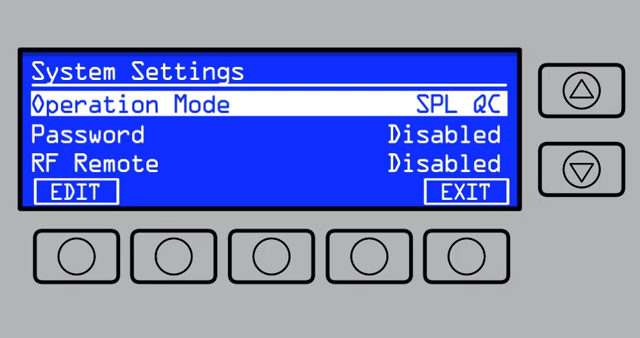 System Settings
Operation Mode SPL QC
Password Disabled
RF Remote Disabled
EDIT EXIT